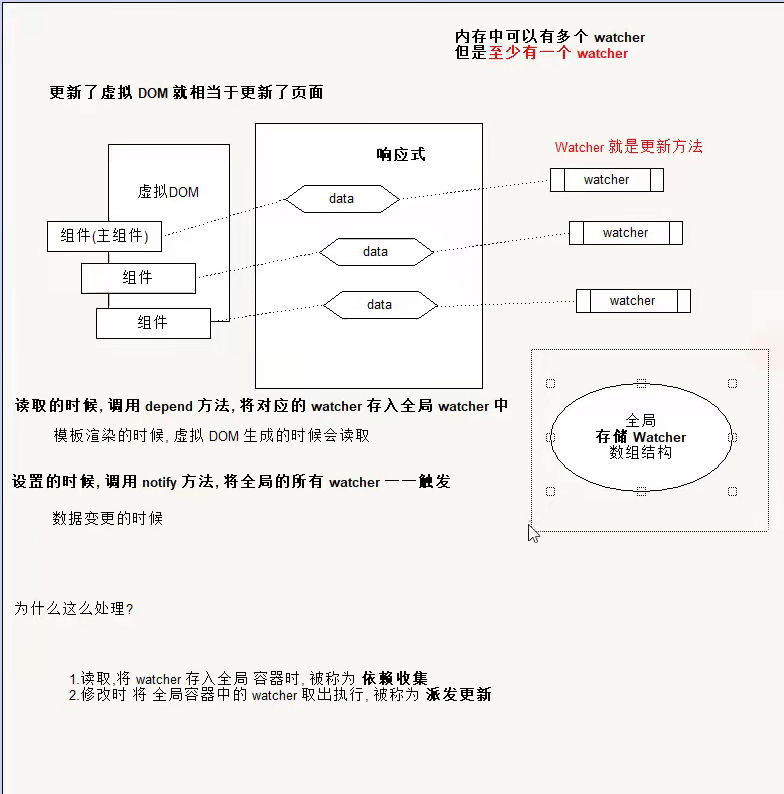 内存中可以有多个 watcher
但是至少有一个 watcher
更新了虚拟 DOM 就相当于更新了页面
响应式
Watcher 就是更新方法
虚拟DOM
data
watcher
组件(主组件)
data
watcher
组件
data
watcher
组件
读取的时候, 调用 depend 方法, 将对应的 watcher 存入全局 watcher 中
模板渲染的时候, 虚拟 DOM 生成的时候会读取
全局
存储 Watcher
数组结构
设置的时候, 调用 notify 方法, 将全局的所有 watcher 一一触发
数据变更的时候
为什么这么处理?
1.读取,将 watcher 存入全局 容器时, 被称为 依赖收集
2.修改时 将 全局容器中的 watcher 取出执行, 被称为 派发更新